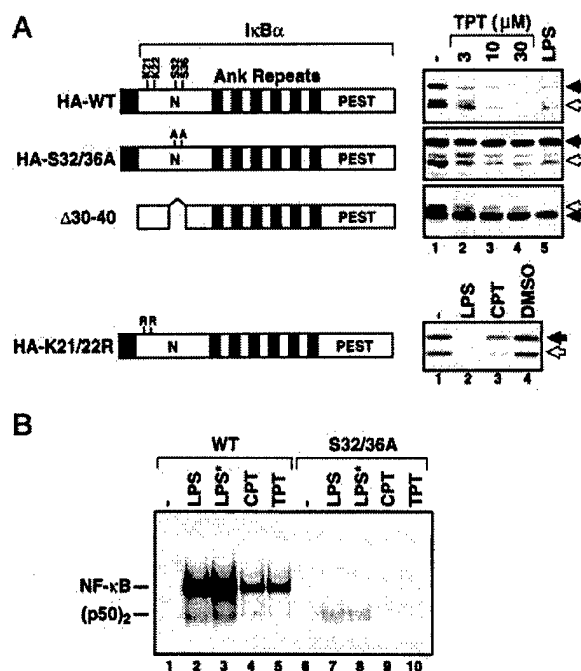 A
IκBα
TPT (μM)
- 3 10 30 LPS
K21 K22 S32 S36
Ank Repeats
HA-WT
N
PEST
A A
HA-S32/36A
N
PEST
Δ30-40
PEST
1 2 3 4 5
- LPS CPT DMSO
R R
HA-K21/22R
N
PEST
1 2 3 4
B
WT S32/36A
- LPS LPS* CPT TPT - LPS LPS* CPT TPT
NF-κB
(p50)2
1 2 3 4 5 6 7 8 9 10